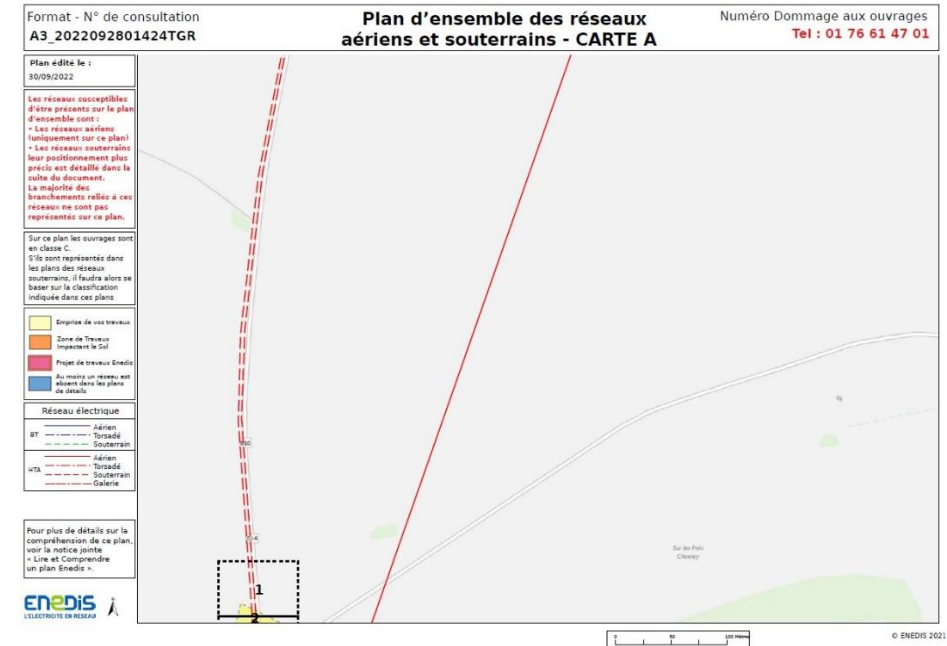 Format - N° de consultation
A3_2022092801424TGR
Plan d’ensemble des réseaux
aériens et souterrains - CARTE A
Numéro Dommage aux ouvrages
Tel : 01 76 61 47 01
Plan édité le :
30/09/2022
Les réseaux susceptibles
d'être présents sur le plan
d'ensemble sont :
• Les réseaux aériens
(uniquement sur ce plan)
• Les réseaux souterrains
leur positionnement plus
précis est détaillé dans la
suite du document.
La majorité des
branchements reliés à ces
réseaux ne sont pas
représentés sur ce plan.
Sur ce plan les ouvrages sont
en classe C.
S'ils sont représentés dans
les plans des réseaux
souterrains, il faudra alors se
baser sur la classification
indiquée dans ces plans
Emprise de vos travaux
Zone de Travaux
Impactant le Sol
Projet de travaux Enedis
Au moins un réseau est
absent dans les plans
de détails
Réseau électrique
BT
Aérien
Torsadé
Souterrain
HTA
Aérien
Torsadé
Souterrain
Galerie
Pour plus de détails sur la
compréhension de ce plan,
voir la notice jointe
« Lire et Comprendre
un plan Enedis ».
ENEDIS
L'ELECTRICITE EN RESEAU
1
2
Sur les Prés
0 50 100 Mètres
© ENEDIS 2021